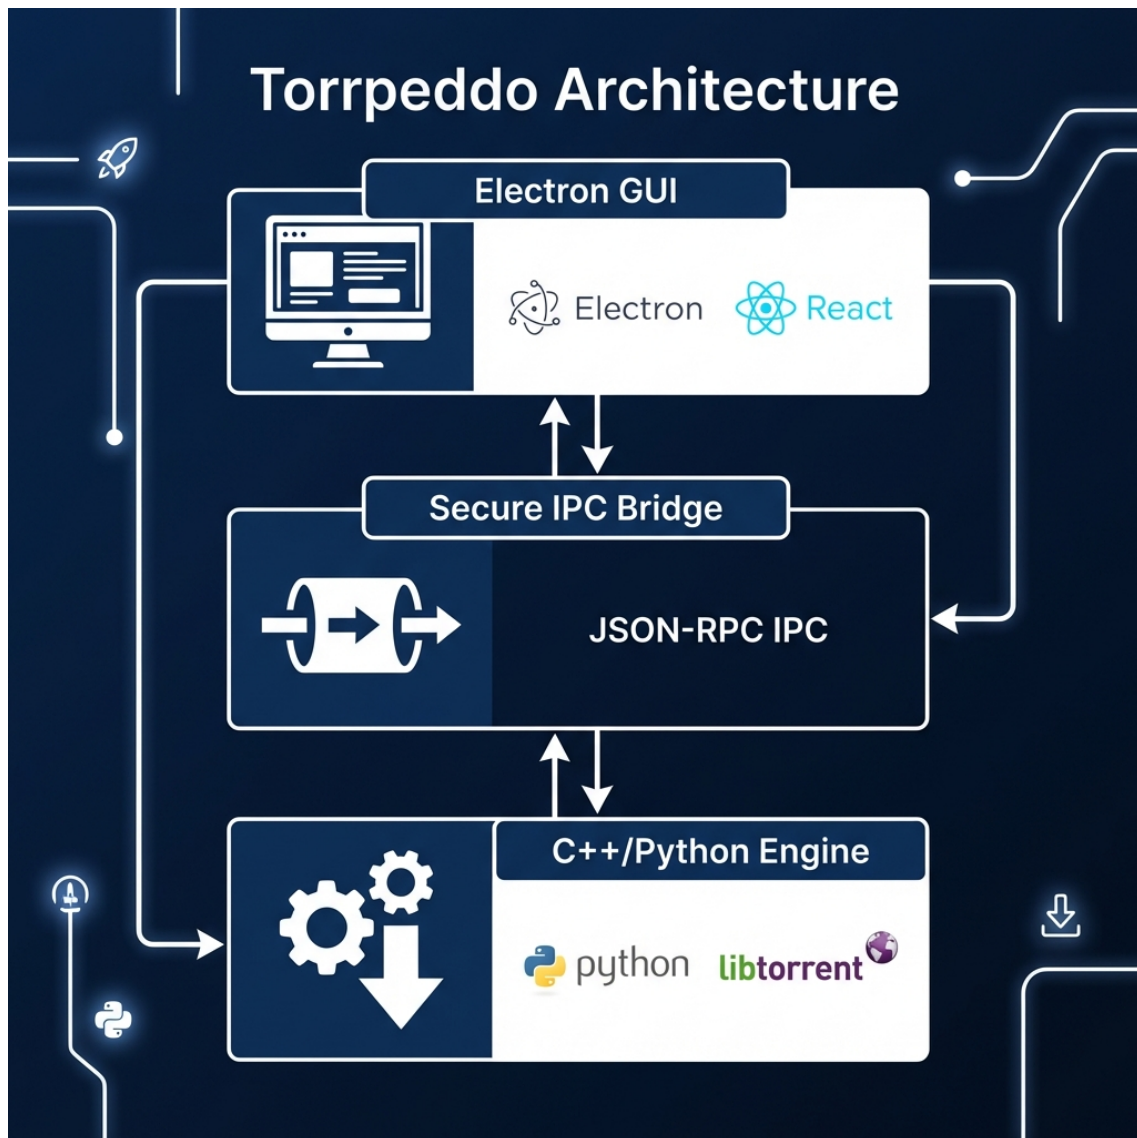 Torrpeddo Architecture
Electron GUI
Electron React
Secure IPC Bridge
JSON-RPC IPC
C++/Python Engine
python libtorrent